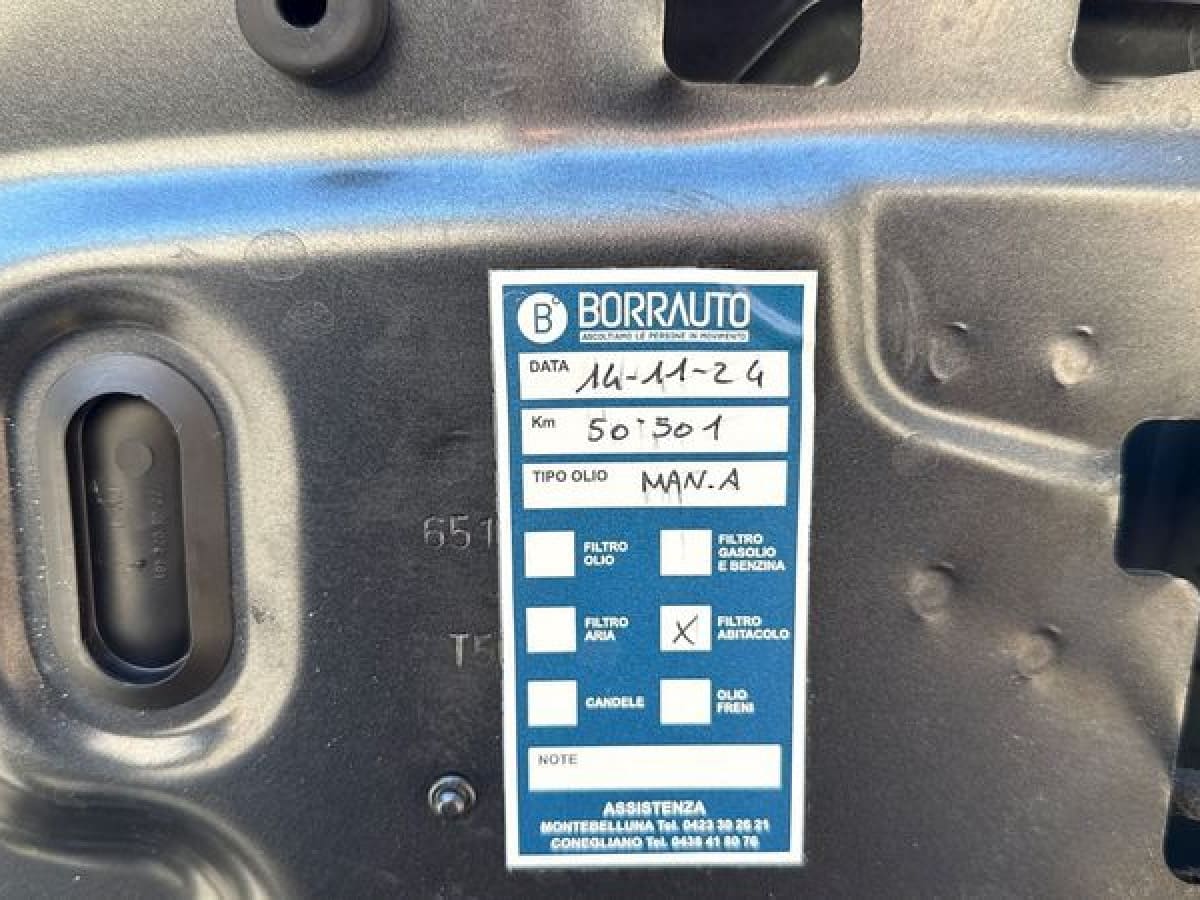 B
BORRAUTO
ASCOLTIAMO LE PERSONE IN MOVIMENTO
DATA 14-11-24
Km 50.301
TIPO OLIO MAN.A
651
FILTRO
OLIO
FILTRO
GASOLIO
E BENZINA
FILTRO
ARIA
X FILTRO
ABITACOLO
CANDELE
OLIO
FRENI
NOTE
ASSISTENZA
MONTEBELLUNA Tel. 0423 30 26 21
CONEGLIANO Tel. 0438 41 80 76